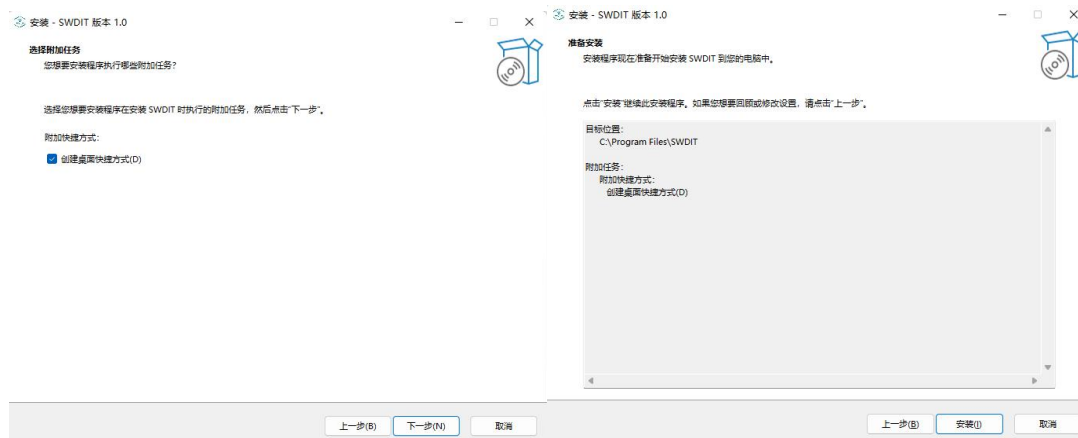 安装 - SWDIT 版本 1.0
选择附加任务
您想要安装程序执行哪些附加任务?
选择您想要安装程序在安装 SWDIT 时执行的附加任务，然后点击“下一步”。
附加快捷方式:
创建桌面快捷方式(D)
上一步(B)
下一步(N)
取消
安装 - SWDIT 版本 1.0
准备安装
安装程序现在准备开始安装 SWDIT 到您的电脑中。
点击“安装”继续此安装程序。如果您想要回顾或修改设置，请点击“上一步”。
目标位置:
C:\Program Files\SWDIT
附加任务:
附加快捷方式:
创建桌面快捷方式(D)
上一步(B)
安装(I)
取消